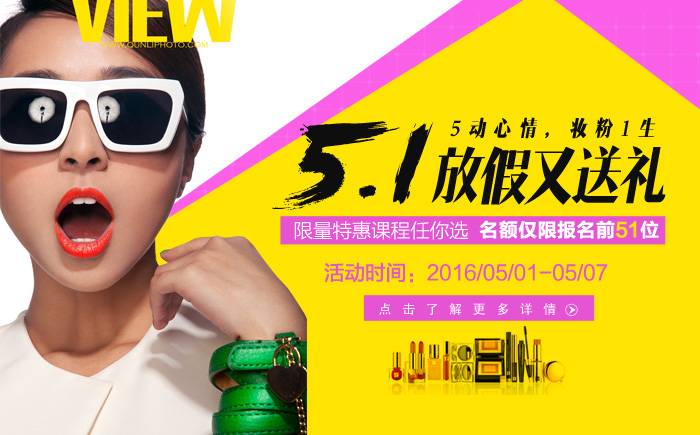 VIEW
WWW.QUNLIPHOTO.COM
5动心情，妆粉1生
5.1放假又送礼
限量特惠课程任你选 名额仅限报名前51位
活动时间：2016/05/01-05/07
点击了解更多详情